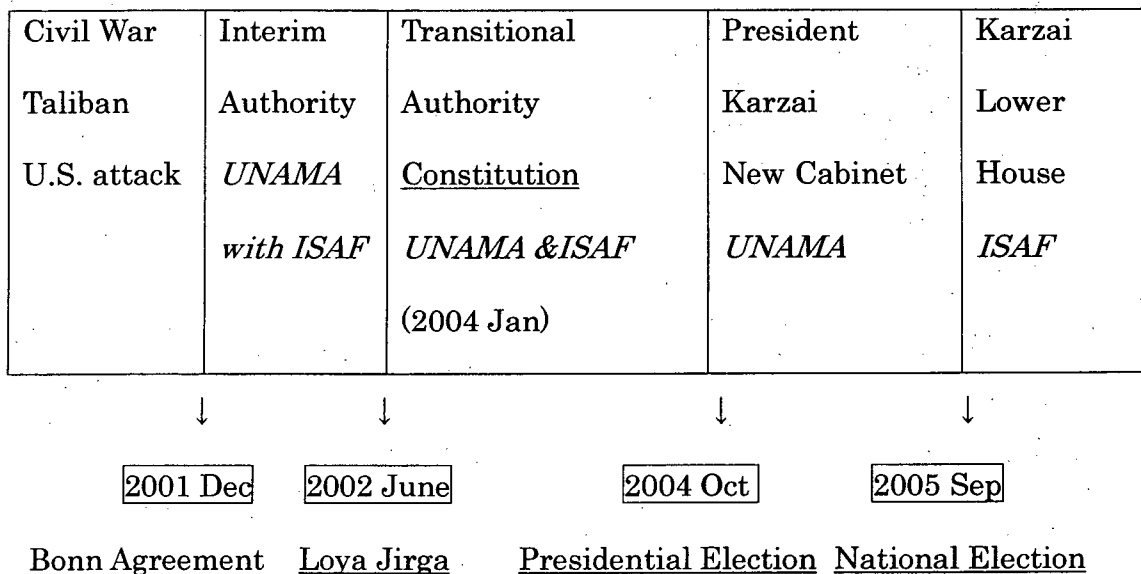 Civil War
Taliban
U.S. attack
Interim
Authority
UNAMA
with ISAF
Transitional
Authority
Constitution
UNAMA &ISAF
(2004 Jan)
President
Karzai
New Cabinet
UNAMA
Karzai
Lower
House
ISAF
↓ ↓ ↓ ↓
2001 Dec 2002 June 2004 Oct 2005 Sep
Bonn Agreement Loya Jirga Presidential Election National Election